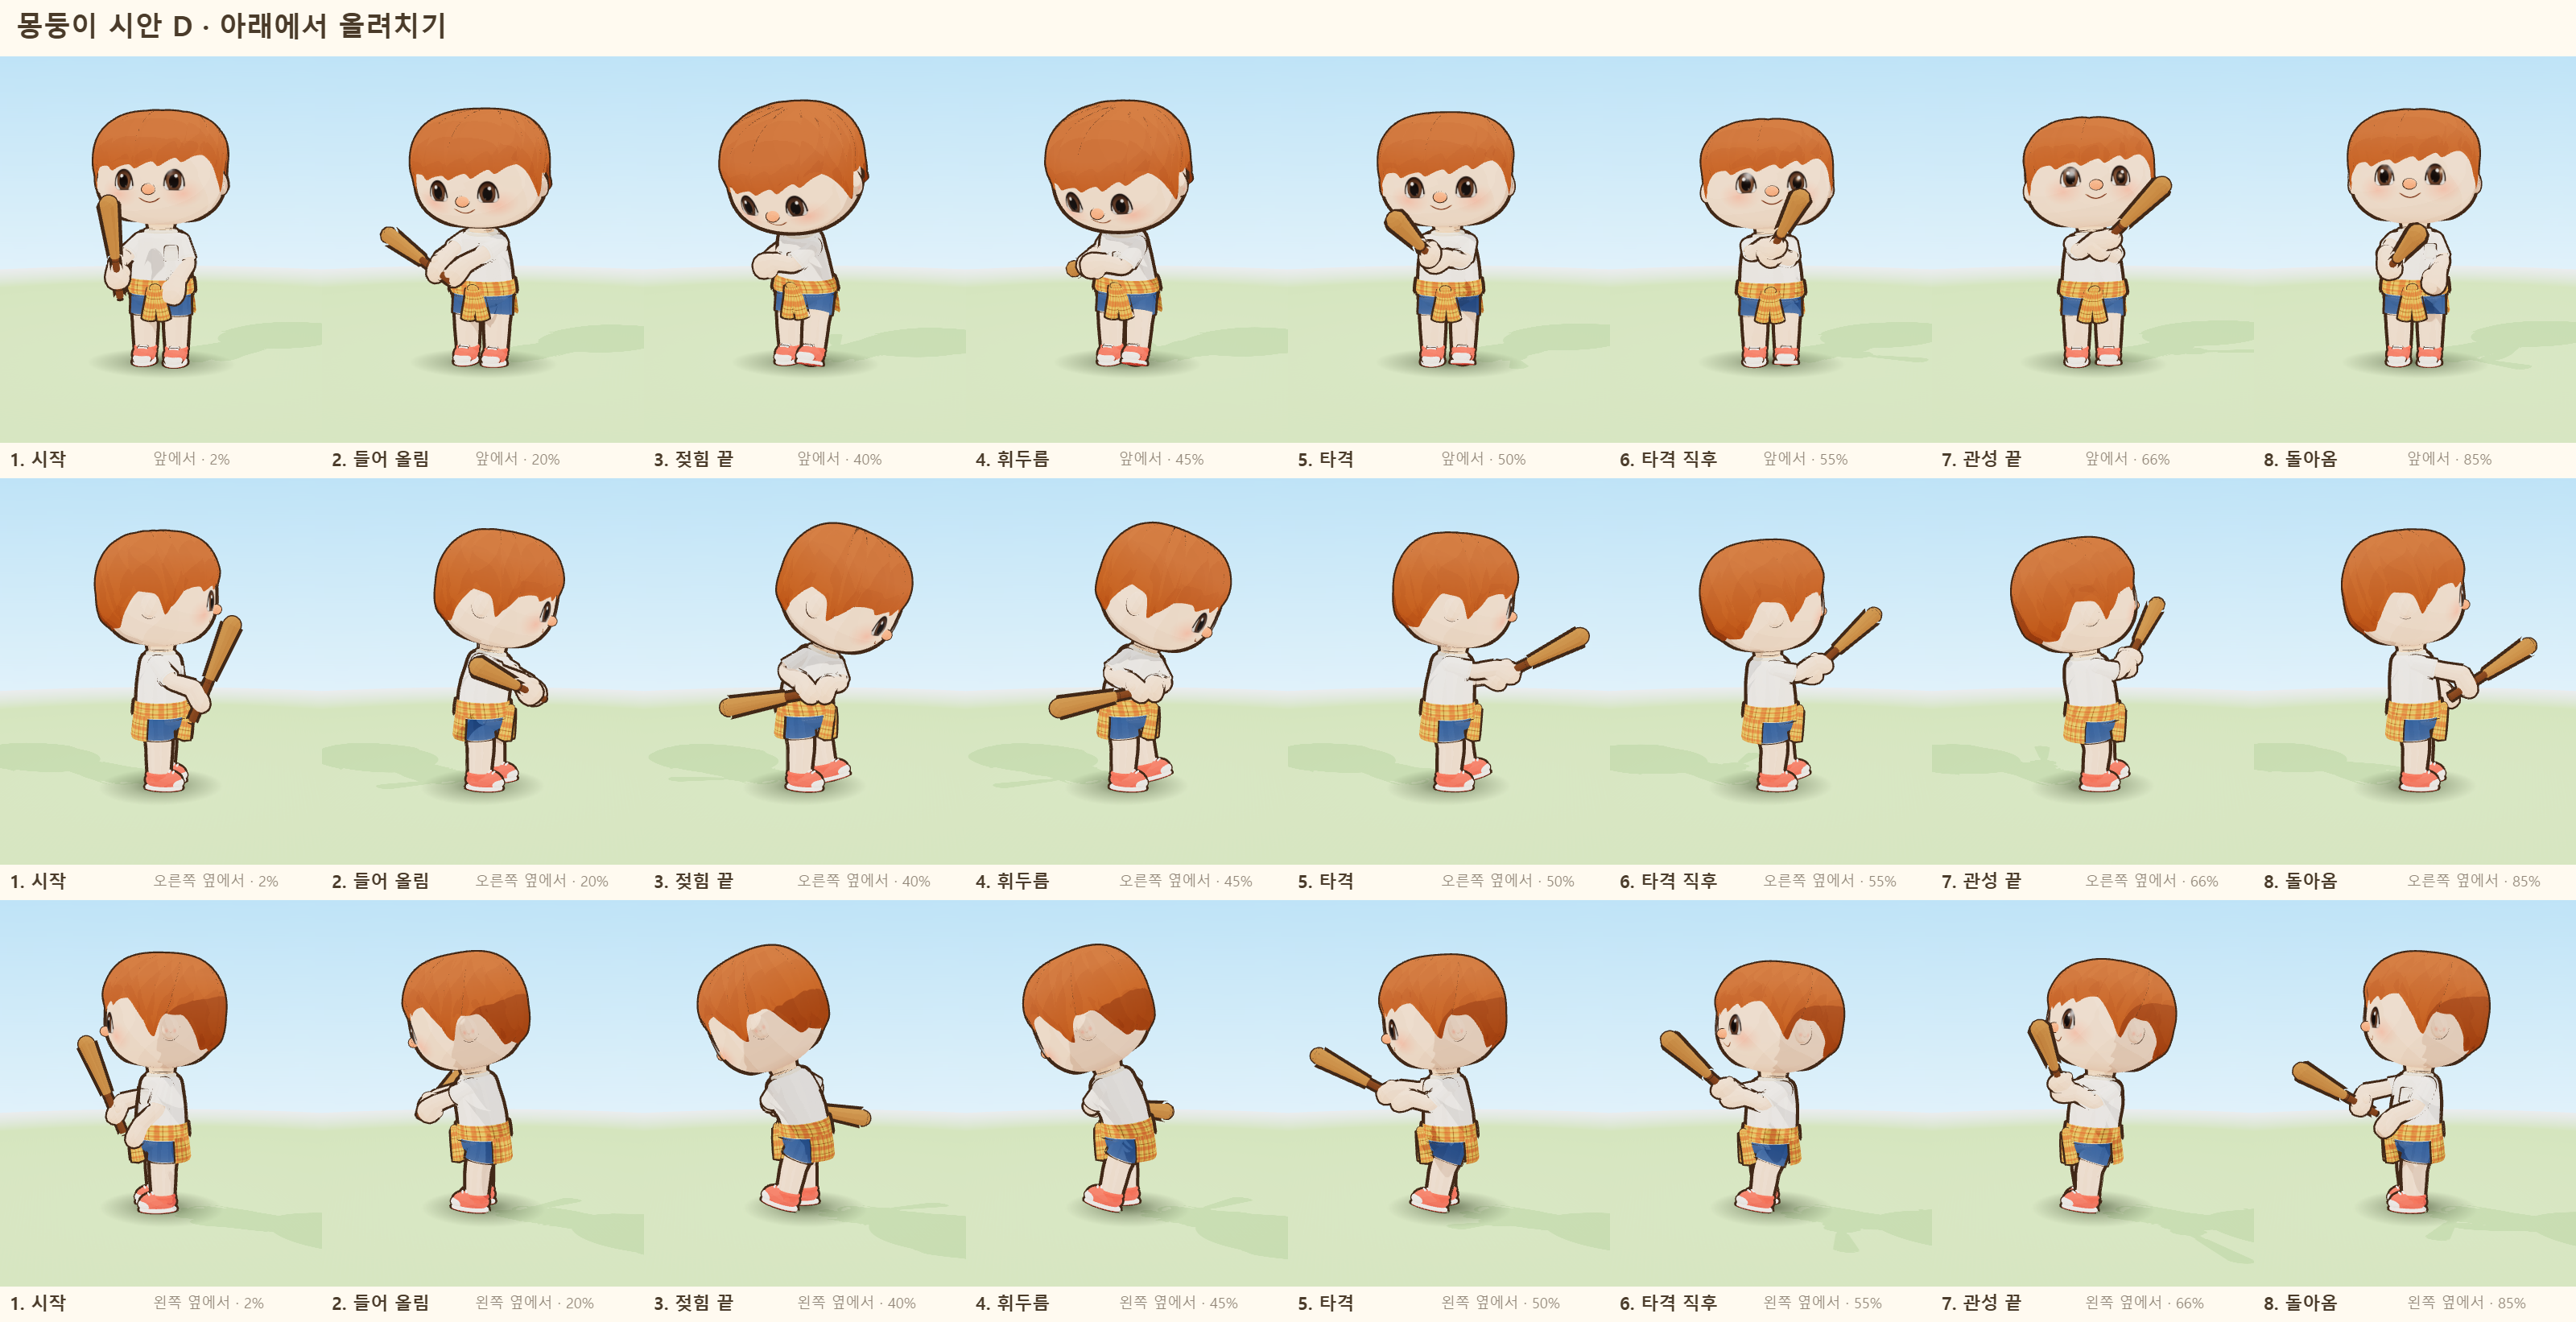 몽둥이 시안 D · 아래에서 올려치기
1. 시작 앞에서 · 2% 2. 들어 올림 앞에서 · 20% 3. 젖힘 끝 앞에서 · 40% 4. 휘두름 앞에서 · 45% 5. 타격 앞에서 · 50% 6. 타격 직후 앞에서 · 55% 7. 관성 끝 앞에서 · 66% 8. 돌아옴 앞에서 · 85%
1. 시작 오른쪽 옆에서 · 2% 2. 들어 올림 오른쪽 옆에서 · 20% 3. 젖힘 끝 오른쪽 옆에서 · 40% 4. 휘두름 오른쪽 옆에서 · 45% 5. 타격 오른쪽 옆에서 · 50% 6. 타격 직후 오른쪽 옆에서 · 55% 7. 관성 끝 오른쪽 옆에서 · 66% 8. 돌아옴 오른쪽 옆에서 · 85%
1. 시작 왼쪽 옆에서 · 2% 2. 들어 올림 왼쪽 옆에서 · 20% 3. 젖힘 끝 왼쪽 옆에서 · 40% 4. 휘두름 왼쪽 옆에서 · 45% 5. 타격 왼쪽 옆에서 · 50% 6. 타격 직후 왼쪽 옆에서 · 55% 7. 관성 끝 왼쪽 옆에서 · 66% 8. 돌아옴 왼쪽 옆에서 · 85%